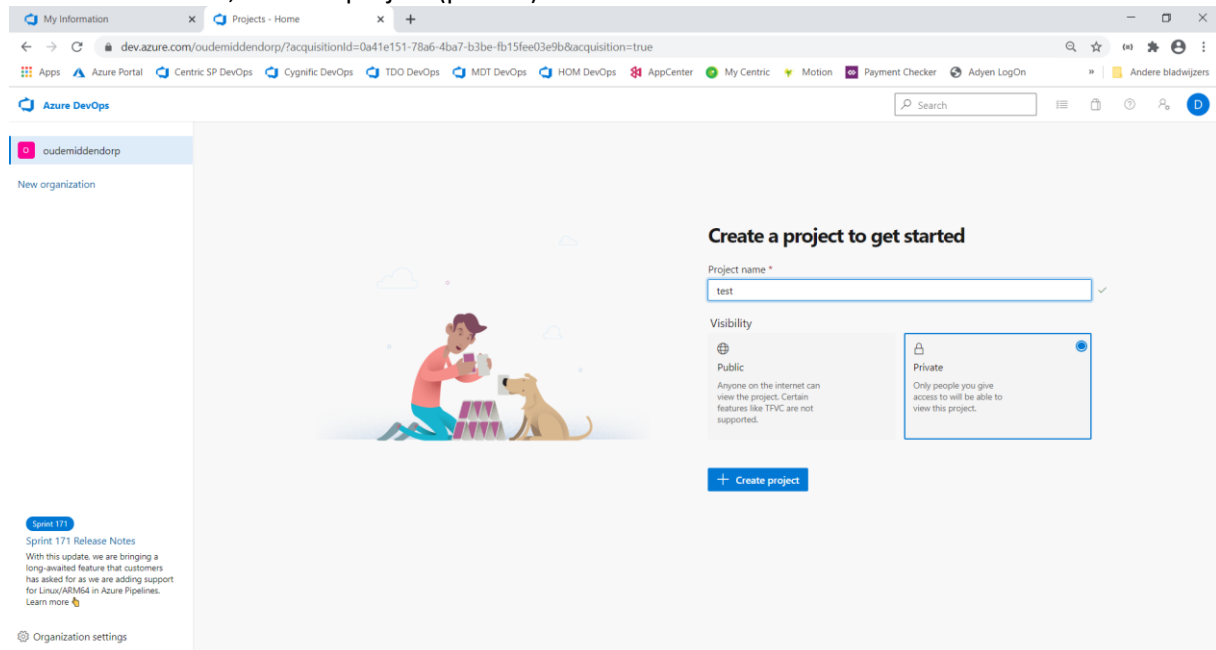 My Information
Projects - Home
dev.azure.com/oudemiddendorp/?acquisitionId=0a41e151-78a6-4ba7-b3be-fb15fee03e9b&acquisition=true
Apps Azure Portal Centric SP DevOps Cygnific DevOps TDO DevOps MDT DevOps HOM DevOps AppCenter My Centric Motion Payment Checker Adyen LogOn » Andere bladwijzers
Azure DevOps
Search
D
O oudemiddendorp
New organization
Create a project to get started
Project name *
test
Visibility
Public
Anyone on the internet can
view the project. Certain
features like TFVC are not
supported.
Private
Only people you give
access to will be able to
view this project.
+ Create project
Sprint 171
Sprint 171 Release Notes
With this update, we are bringing a
long-awaited feature that customers
has asked for as we are adding support
for Linux/ARM64 in Azure Pipelines.
Learn more
Organization settings